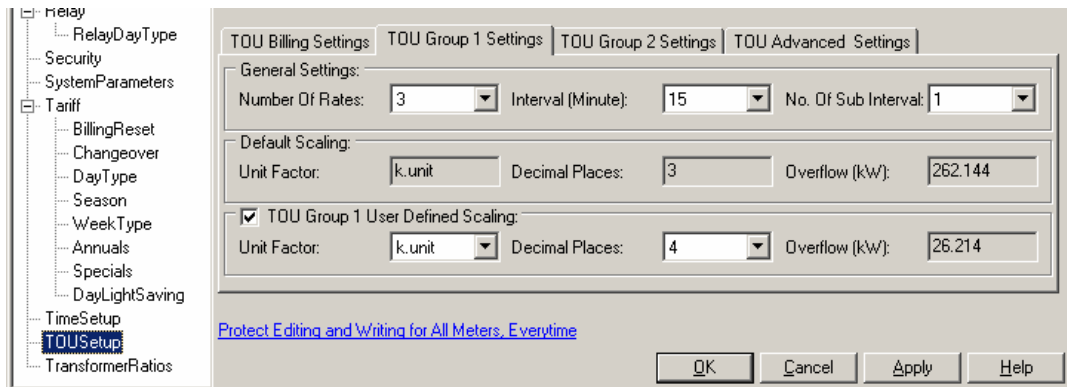 Relay
RelayDayType
Security
SystemParameters
Tariff
BillingReset
Changeover
DayType
Season
WeekType
Annuals
Specials
DayLightSaving
TimeSetup
TOUSetup
TransformerRatios
TOU Billing Settings TOU Group 1 Settings TOU Group 2 Settings TOU Advanced Settings
General Settings:
Number Of Rates: 3 Interval (Minute): 15 No. Of Sub Interval: 1
Default Scaling:
Unit Factor: k.unit Decimal Places: 3 Overflow (kW): 262.144
TOU Group 1 User Defined Scaling:
Unit Factor: k.unit Decimal Places: 4 Overflow (kW): 26.214
Protect Editing and Writing for All Meters, Everytime
OK Cancel Apply Help